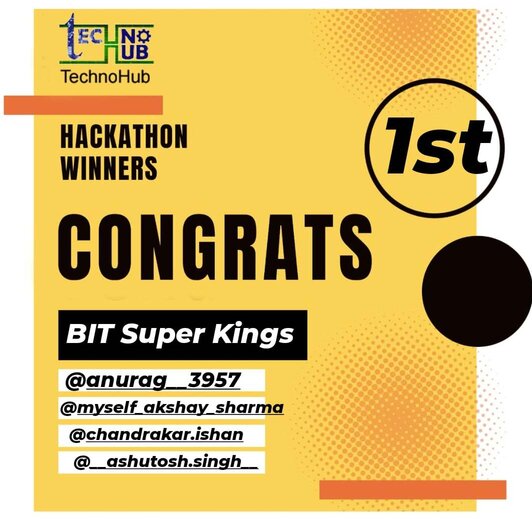 TECHNO
HUB
TechnoHub
HACKATHON
WINNERS
1st
CONGRATS
BIT Super Kings
@anurag__3957
@myself_akshay_sharma
@chandrakar.ishan
@__ashutosh.singh__